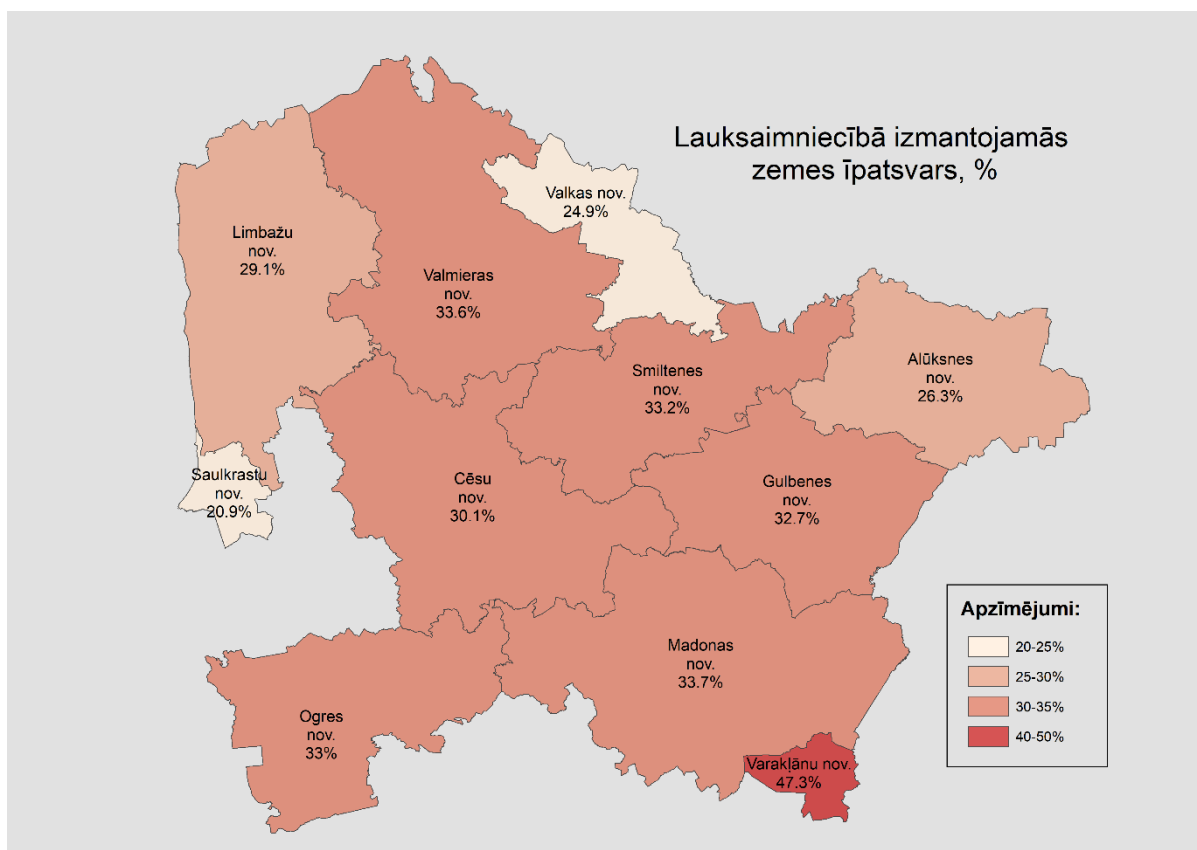 Lauksaimniecībā izmantojamās
zemes īpatsvars, %
Valkas nov.
24.9%
Limbažu
nov.
29.1%
Valmieras
nov.
33.6%
Smiltenes
nov.
33.2%
Alūksnes
nov.
26.3%
Saulkrastu
nov.
20.9%
Cēsu
nov.
30.1%
Gulbenes
nov.
32.7%
Madonas
nov.
33.7%
Ogres
nov.
33%
Varakļānu nov.
47.3%
Apzīmējumi:
20-25%
25-30%
30-35%
40-50%